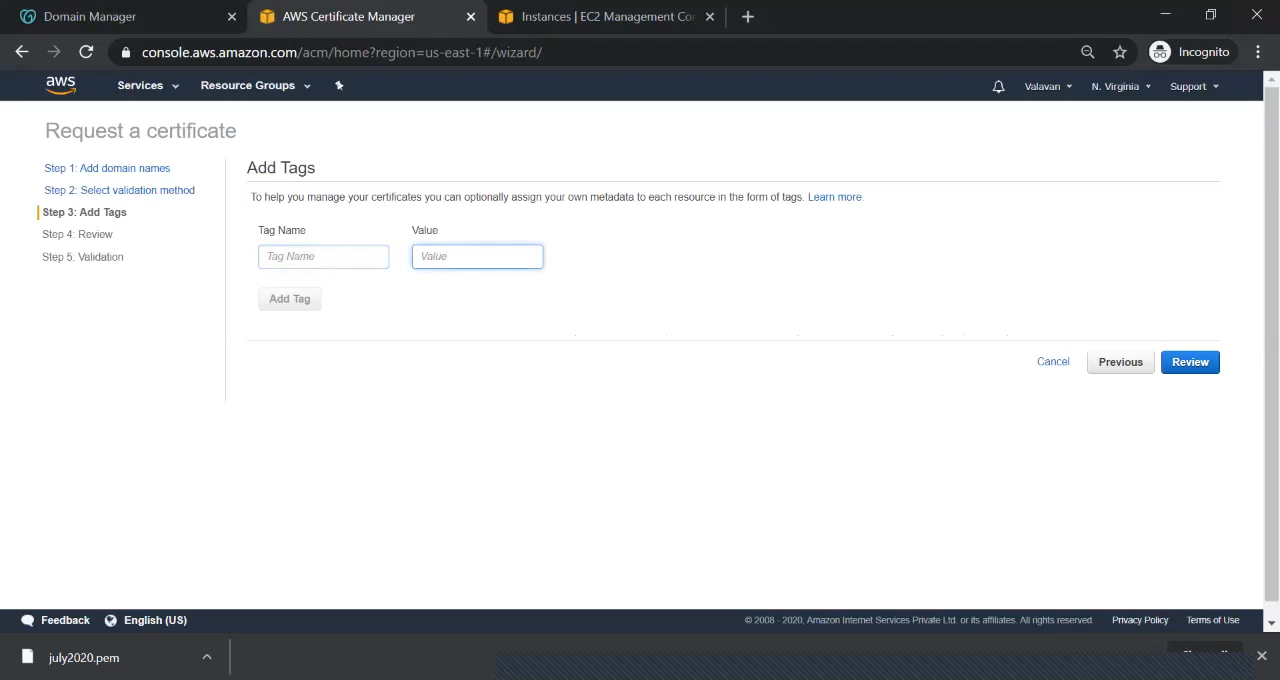 Domain Manager
AWS Certificate Manager
Instances | EC2 Management Co
console.aws.amazon.com/acm/home?region=us-east-1#/wizard/
Incognito
aws
Services
Resource Groups
Valavan
N. Virginia
Support
Request a certificate
Step 1: Add domain names
Step 2: Select validation method
Step 3: Add Tags
Step 4: Review
Step 5: Validation
Add Tags
To help you manage your certificates you can optionally assign your own metadata to each resource in the form of tags. Learn more.
Tag Name
Value
Tag Name
Value
Add Tag
Cancel
Previous
Review
Feedback
English (US)
© 2008 - 2020, Amazon Internet Services Private Ltd. or its affiliates. All rights reserved.
Privacy Policy
Terms of Use
july2020.pem